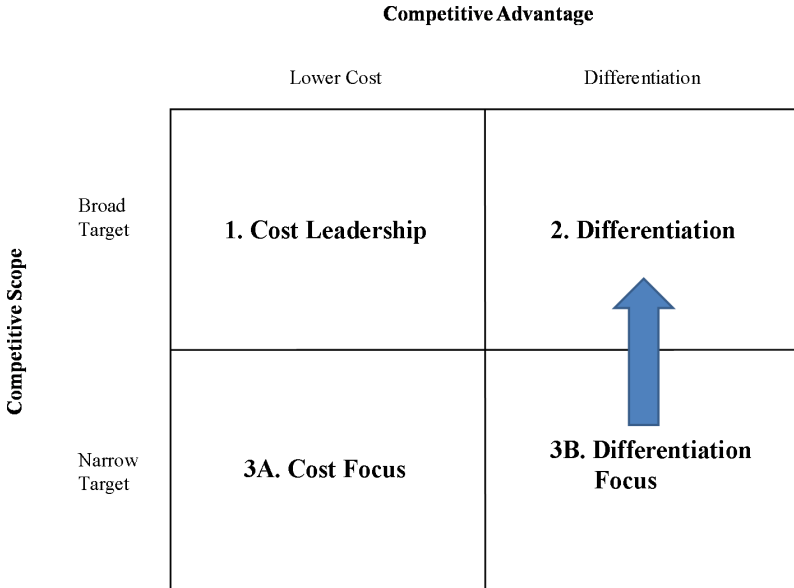 Competitive Advantage
Lower Cost
Differentiation
Broad
Target
1. Cost Leadership
2. Differentiation
Competitive Scope
Narrow
Target
3A. Cost Focus
3B. Differentiation
Focus